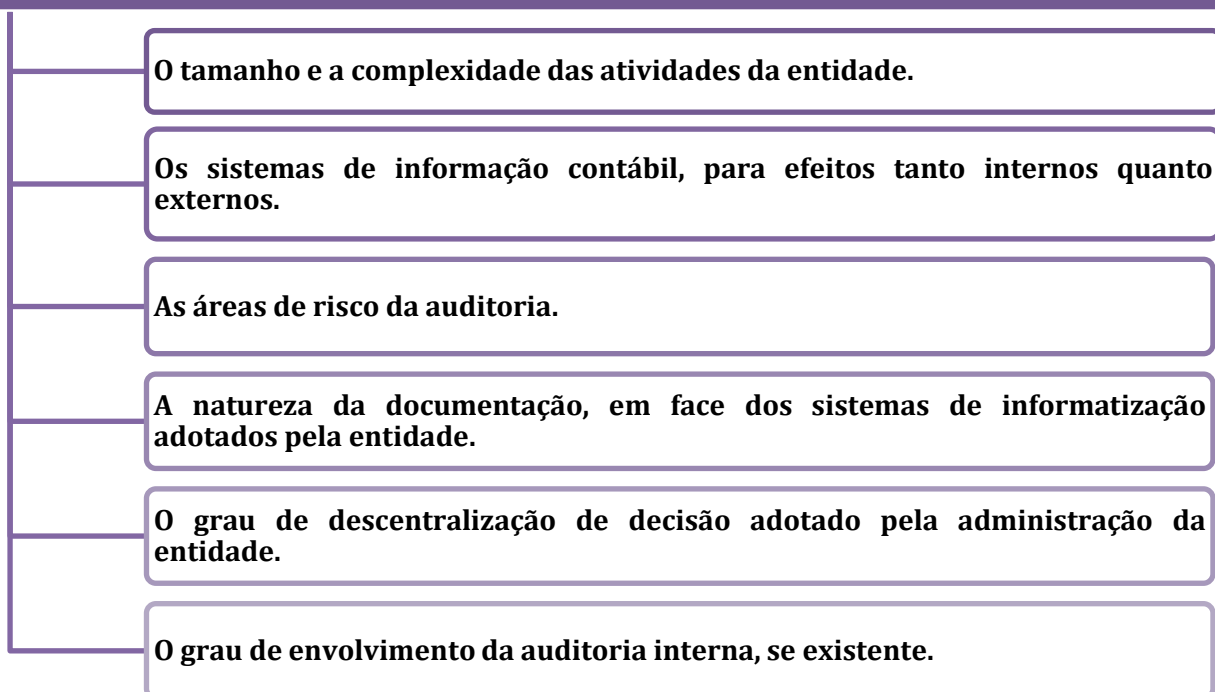 O tamanho e a complexidade das atividades da entidade.
Os sistemas de informação contábil, para efeitos tanto internos quanto
externos.
As áreas de risco da auditoria.
A natureza da documentação, em face dos sistemas de informatização
adotados pela entidade.
O grau de descentralização de decisão adotado pela administração da
entidade.
O grau de envolvimento da auditoria interna, se existente.